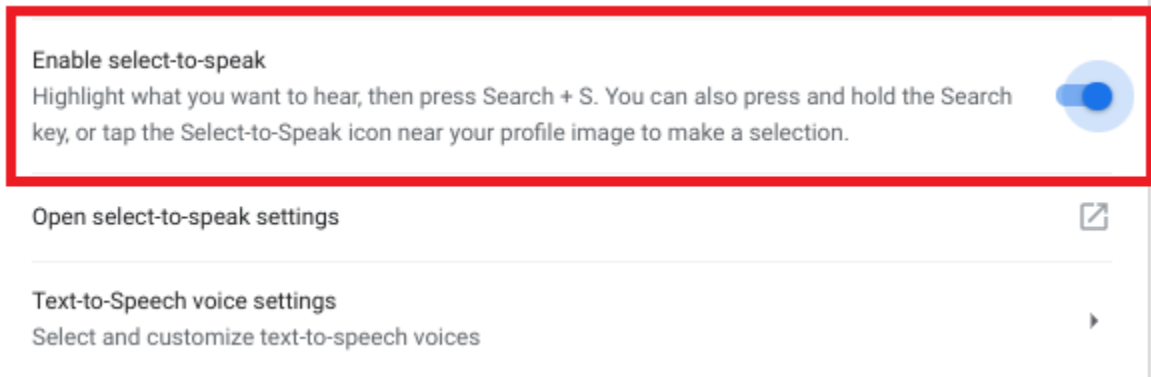 Enable select-to-speak
Highlight what you want to hear, then press Search + S. You can also press and hold the Search
key, or tap the Select-to-Speak icon near your profile image to make a selection.
Open select-to-speak settings
Text-to-Speech voice settings
Select and customize text-to-speech voices